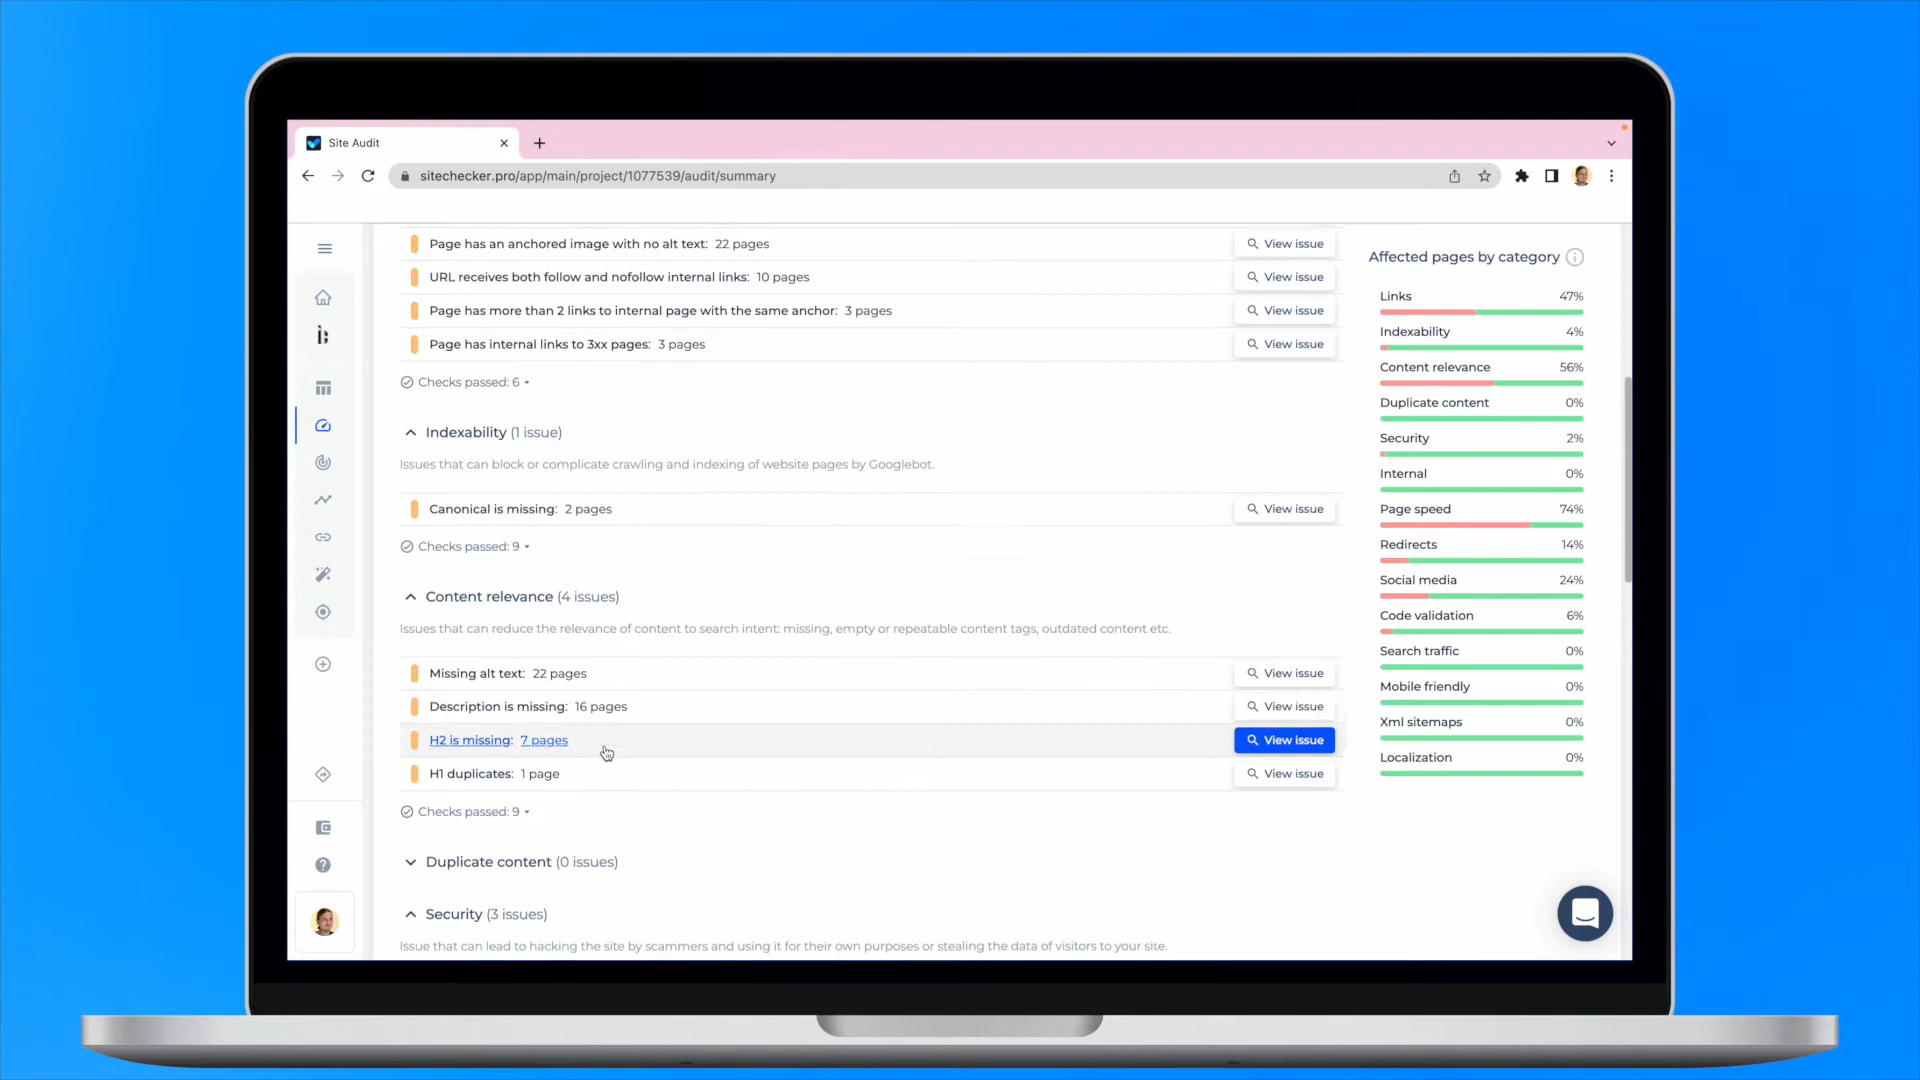 Site Audit
sitechecker.pro/app/main/project/1077539/audit/summary
Page has an anchored image with no alt text: 22 pages View issue
URL receives both follow and nofollow internal links: 10 pages View issue
Page has more than 2 links to internal page with the same anchor: 3 pages View issue
Page has internal links to 3xx pages: 3 pages View issue
Checks passed: 6
Indexability (1 issue)
Issues that can block or complicate crawling and indexing of website pages by Googlebot.
Canonical is missing: 2 pages View issue
Checks passed: 9
Content relevance (4 issues)
Issues that can reduce the relevance of content to search intent: missing, empty or repeatable content tags, outdated content etc.
Missing alt text: 22 pages View issue
Description is missing: 16 pages View issue
H2 is missing: 7 pages View issue
H1 duplicates: 1 page View issue
Checks passed: 9
Duplicate content (0 issues)
Security (3 issues)
Issue that can lead to hacking the site by scammers and using it for their own purposes or stealing the data of visitors to your site.
Affected pages by category
Links 47%
Indexability 4%
Content relevance 56%
Duplicate content 0%
Security 2%
Internal 0%
Page speed 74%
Redirects 14%
Social media 24%
Code validation 6%
Search traffic 0%
Mobile friendly 0%
Xml sitemaps 0%
Localization 0%